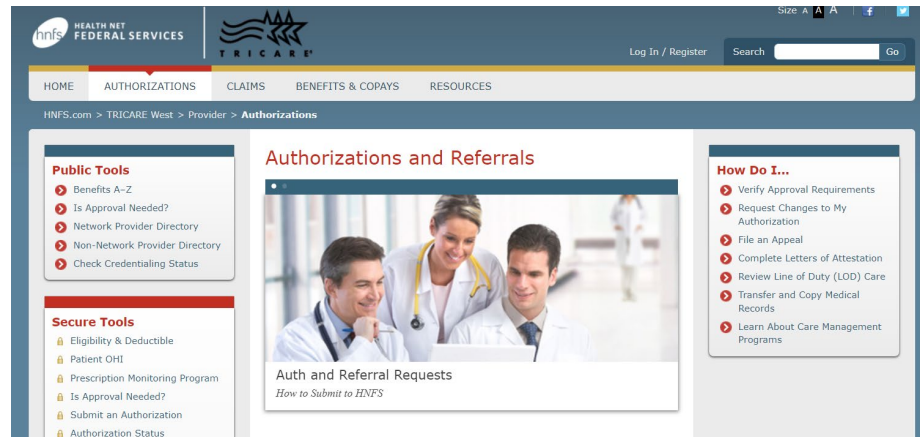 Size A A A
hnfs HEALTH NET
FEDERAL SERVICES
TRICARE
Log In / Register
Search
Go
HOME
AUTHORIZATIONS
CLAIMS
BENEFITS & COPAYS
RESOURCES
HNFS.com > TRICARE West > Provider > Authorizations
Public Tools
Benefits A–Z
Is Approval Needed?
Network Provider Directory
Non-Network Provider Directory
Check Credentialing Status
Secure Tools
Eligibility & Deductible
Patient OHI
Prescription Monitoring Program
Is Approval Needed?
Submit an Authorization
Authorization Status
Authorizations and Referrals
Auth and Referral Requests
How to Submit to HNFS
How Do I...
Verify Approval Requirements
Request Changes to My
Authorization
File an Appeal
Complete Letters of Attestation
Review Line of Duty (LOD) Care
Transfer and Copy Medical
Records
Learn About Care Management
Programs